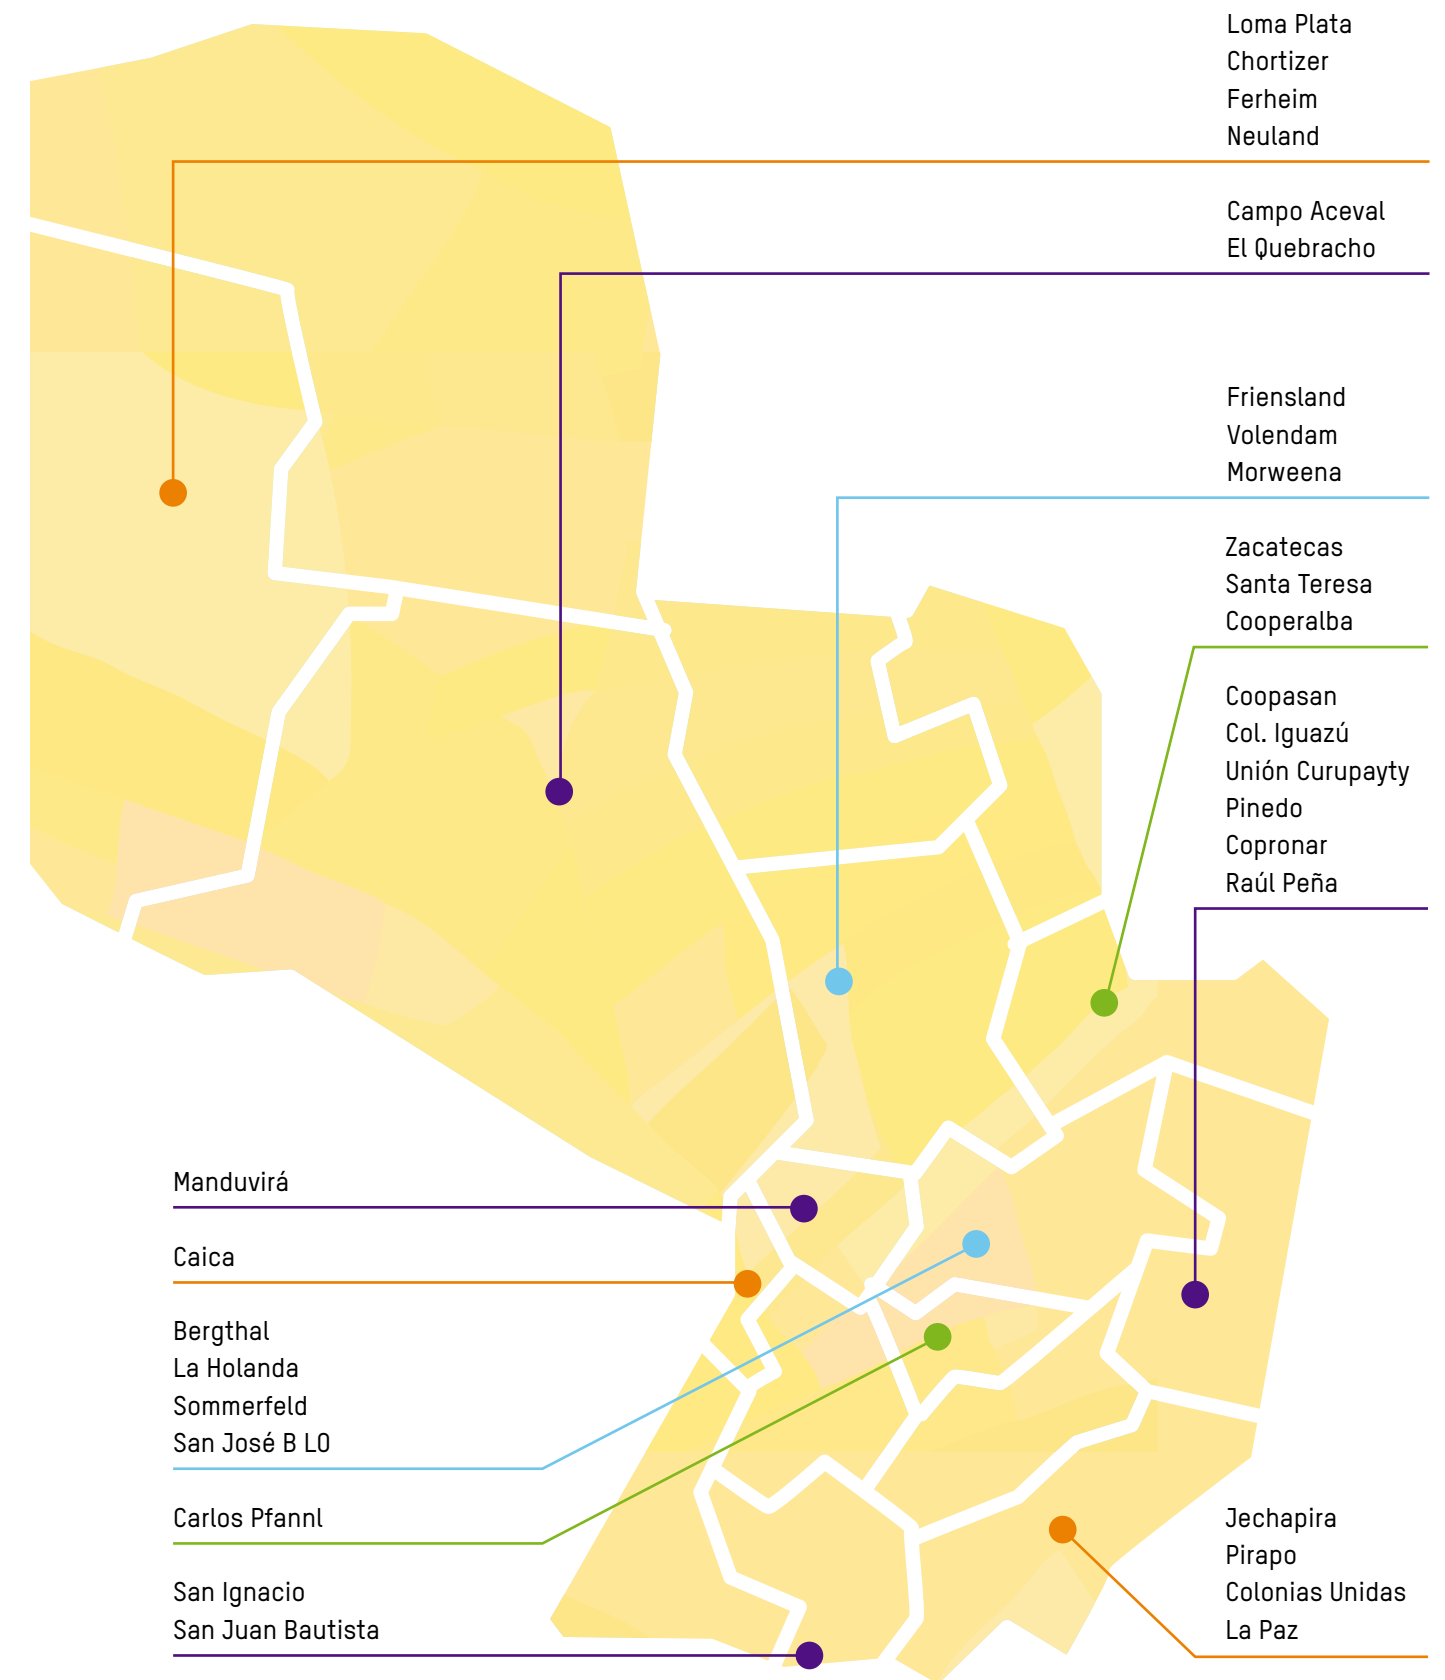 Loma Plata
Chortizer
Ferheim
Neuland
Campo Aceval
El Quebracho
Friensland
Volendam
Morweena
Zacatecas
Santa Teresa
Cooperalba
Coopasan
Col. Iguazú
Unión Curupayty
Pinedo
Copronar
Raúl Peña
Manduvirá
Caica
Bergthal
La Holanda
Sommerfeld
San José B LO
Carlos Pfannl
San Ignacio
San Juan Bautista
Jechapira
Pirapo
Colonias Unidas
La Paz